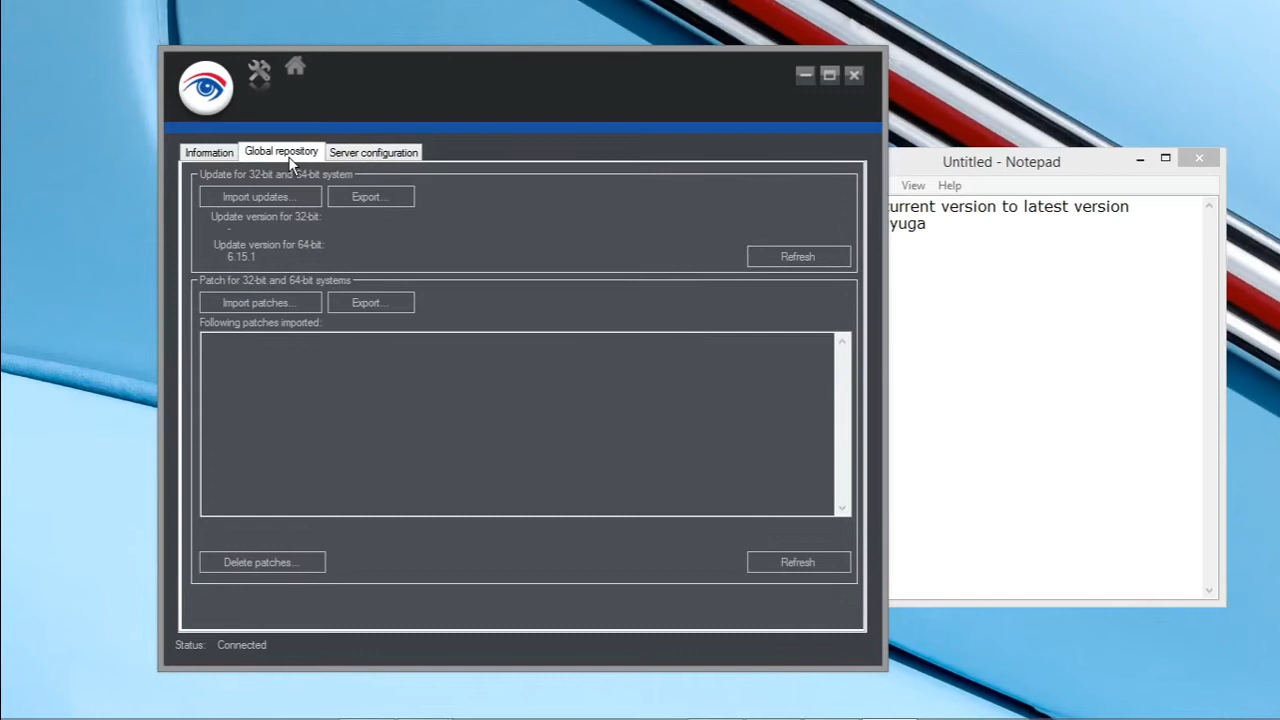 Information
Global repository
Server configuration
Update for 32-bit and 64-bit system
Import updates...
Export...
Update version for 32-bit:
-
Update version for 64-bit:
6.15.1
Refresh
Patch for 32-bit and 64-bit systems
Import patches...
Export...
Following patches imported:
Delete patches...
Refresh
Status: Connected
Untitled - Notepad
View Help
current version to latest version
yuga